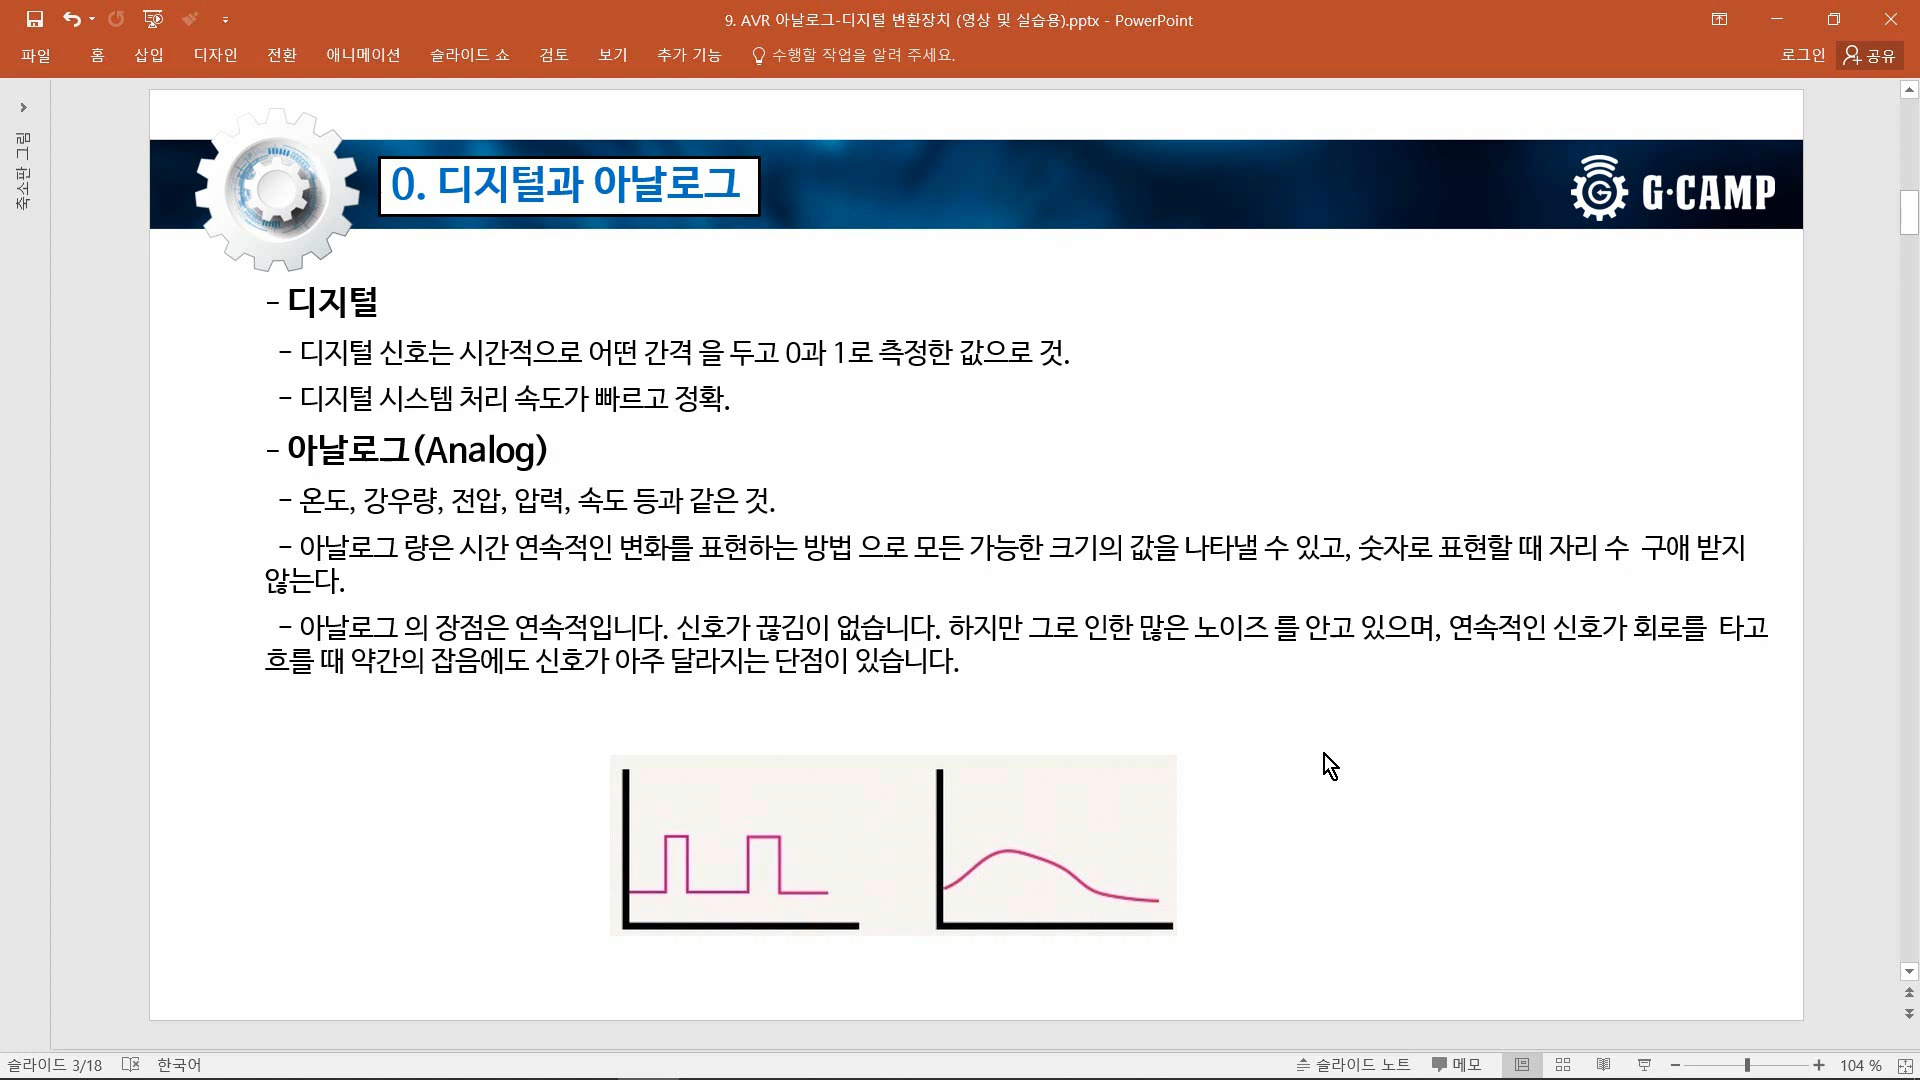 9. AVR 아날로그-디지털 변환장치 (영상 및 실습용).pptx - PowerPoint
파일 홈 삽입 디자인 전환 애니메이션 슬라이드 쇼 검토 보기 추가 기능 수행할 작업을 알려 주세요. 로그인 공유
축소판 그림
0. 디지털과 아날로그
G·CAMP
- 디지털
- 디지털 신호는 시간적으로 어떤 간격 을 두고 0과 1로 측정한 값으로 것.
- 디지털 시스템 처리 속도가 빠르고 정확.
- 아날로그(Analog)
- 온도, 강우량, 전압, 압력, 속도 등과 같은 것.
- 아날로그 량은 시간 연속적인 변화를 표현하는 방법 으로 모든 가능한 크기의 값을 나타낼 수 있고, 숫자로 표현할 때 자리 수 구애 받지
않는다.
- 아날로그 의 장점은 연속적입니다. 신호가 끊김이 없습니다. 하지만 그로 인한 많은 노이즈 를 안고 있으며, 연속적인 신호가 회로를 타고
흐를 때 약간의 잡음에도 신호가 아주 달라지는 단점이 있습니다.
슬라이드 3/18 한국어 슬라이드 노트 메모 104 %